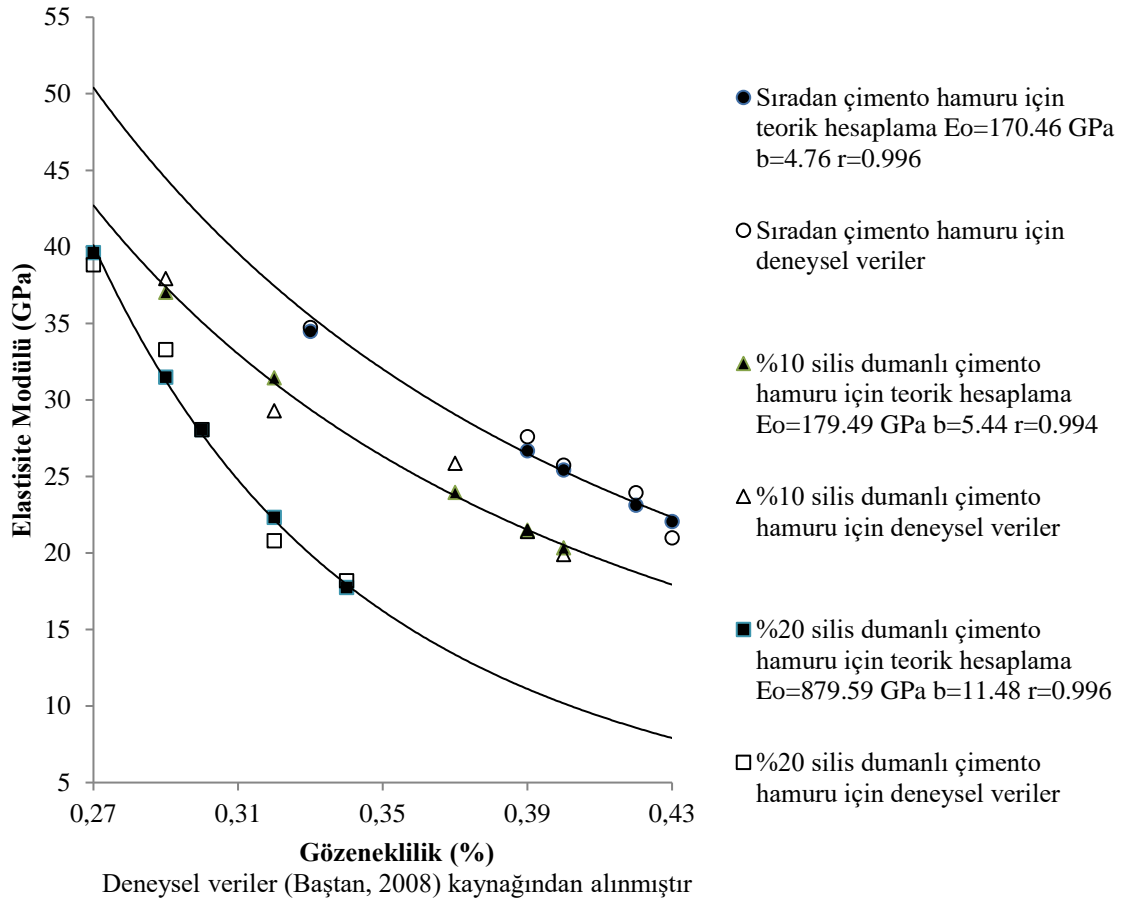 55
50
45
40
35
30
25
20
15
10
5
Elastisite Modülü (GPa)
0,27 0,31 0,35 0,39 0,43
Gözeneklilik (%)
Deneysel veriler (Baştan, 2008) kaynağından alınmıştır
Sıradan çimento hamuru için
teorik hesaplama Eo=170.46 GPa
b=4.76 r=0.996
Sıradan çimento hamuru için
deneysel veriler
%10 silis dumanlı çimento
hamuru için teorik hesaplama
Eo=179.49 GPa b=5.44 r=0.994
%10 silis dumanlı çimento
hamuru için deneysel veriler
%20 silis dumanlı çimento
hamuru için teorik hesaplama
Eo=879.59 GPa b=11.48 r=0.996
%20 silis dumanlı çimento
hamuru için deneysel veriler